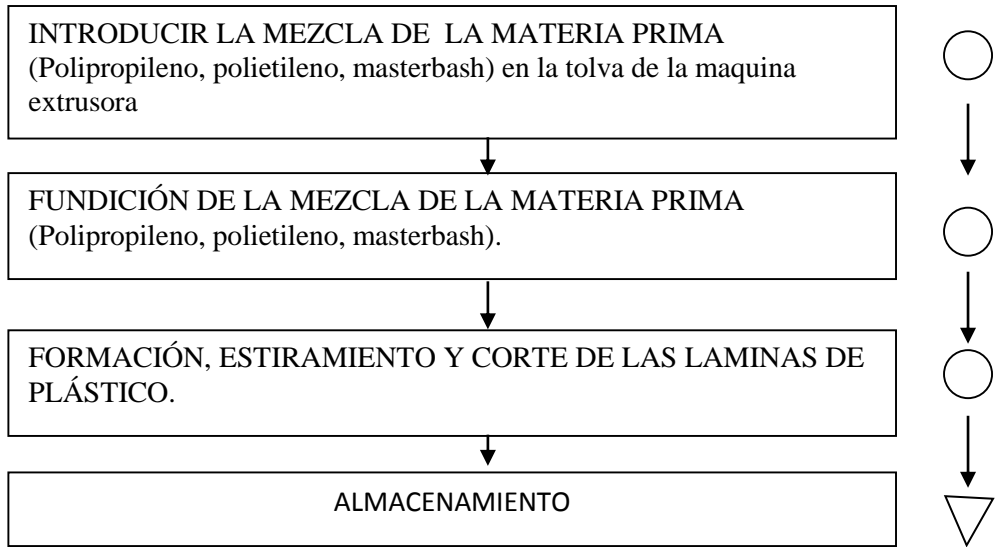 INTRODUCIR LA MEZCLA DE LA MATERIA PRIMA
(Polipropileno, polietileno, masterbash) en la tolva de la maquina
extrusora
FUNDICIÓN DE LA MEZCLA DE LA MATERIA PRIMA
(Polipropileno, polietileno, masterbash).
FORMACIÓN, ESTIRAMIENTO Y CORTE DE LAS LAMINAS DE
PLÁSTICO.
ALMACENAMIENTO